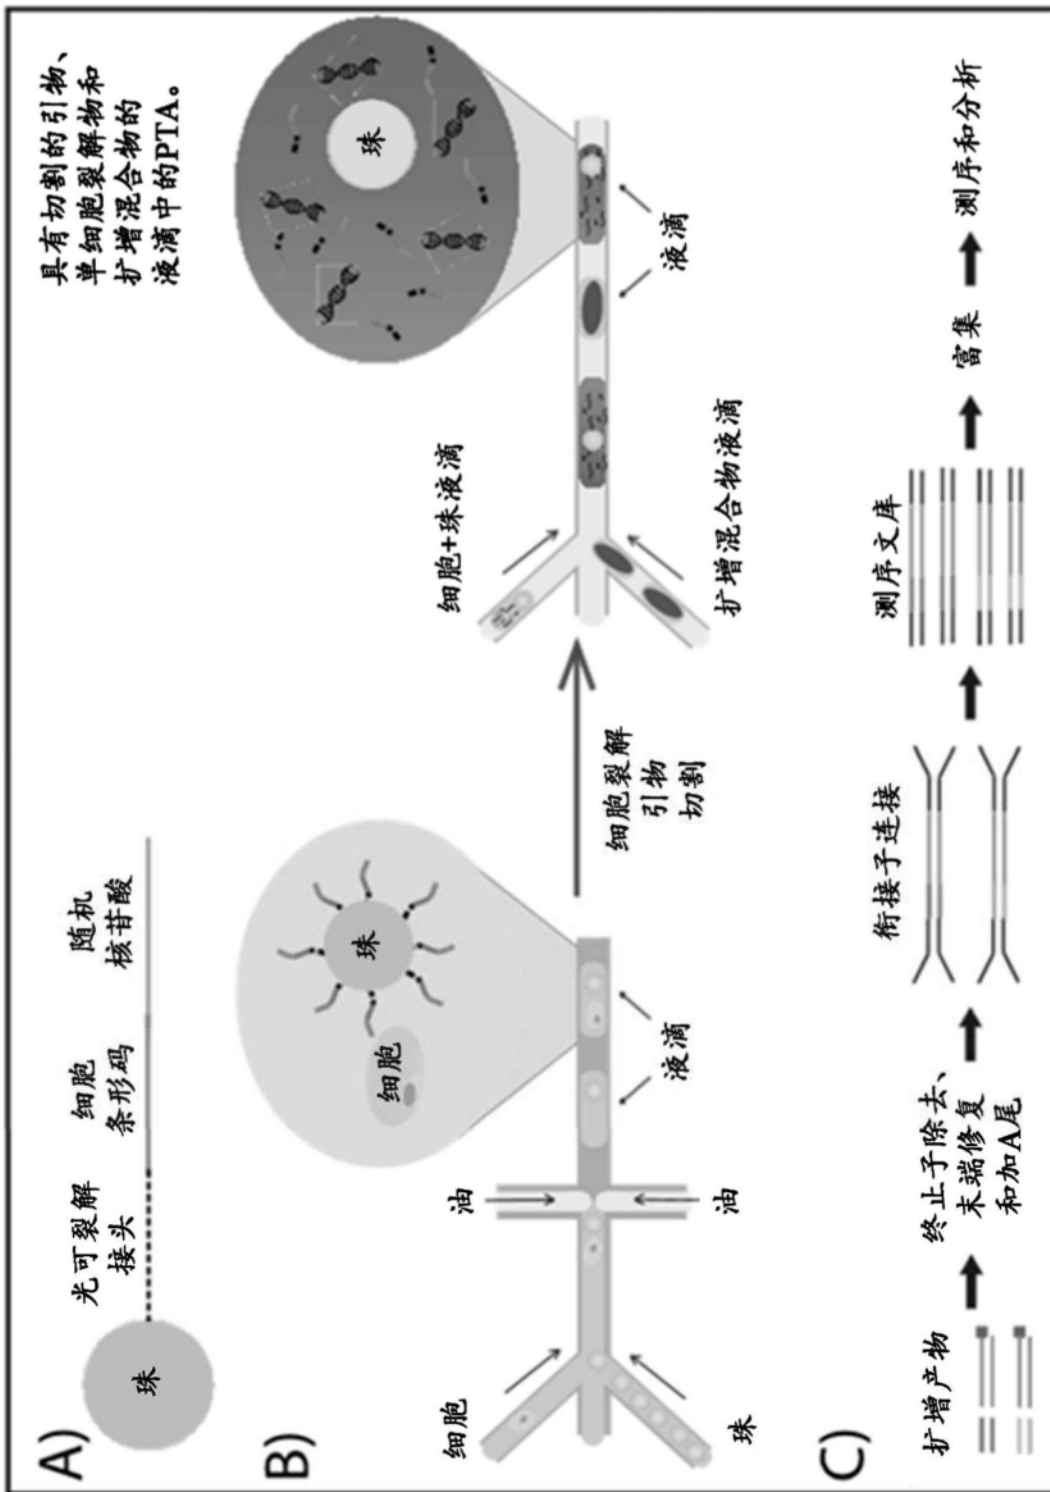 A)
珠
光可裂解
接头
细胞
条形码
随机
核苷酸
具有切割的引物、
单细胞裂解物和
扩增混合物的
液滴中的PTA。
B)
细胞
珠
油
油
细胞
珠
液滴
细胞裂解
引物
切割
细胞+珠液滴
扩增混合物液滴
珠
液滴
C)
扩增产物
终止子除去、
末端修复
和加A尾
衔接子连接
测序文库
富集
测序和分析